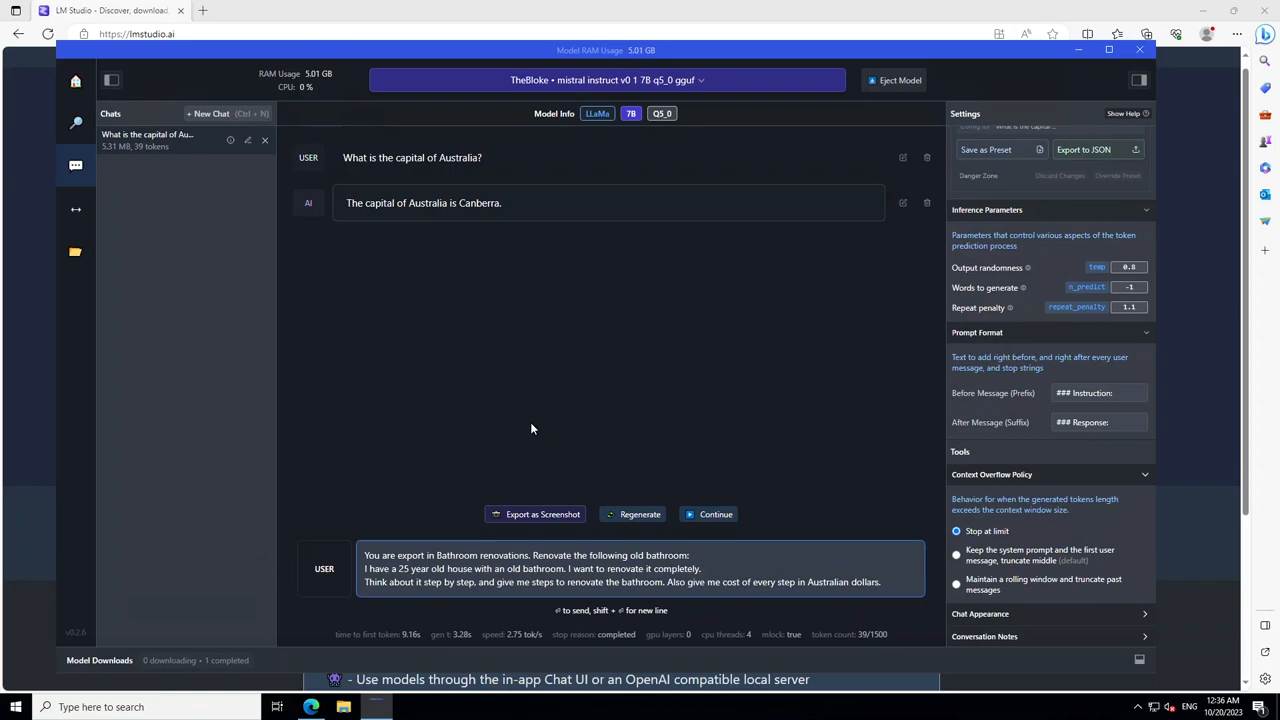 LM Studio - Discover, download,
https://lmstudio.ai
Model RAM Usage 5.01 GB
RAM Usage 5.01 GB
CPU: 0 %
TheBloke • mistral instruct v0 1 7B q5_0 gguf
Eject Model
Chats
+ New Chat (Ctrl + N)
Model Info LLaMa 7B Q5_0
Settings
Show Help
What is the capital of Au...
5.31 MB, 39 tokens
USER
What is the capital of Australia?
AI
The capital of Australia is Canberra.
Save as Preset
Export to JSON
Danger Zone
Discard Changes
Override Preset
Inference Parameters
Parameters that control various aspects of the token
prediction process
Output randomness temp 0.8
Words to generate n_predict -1
Repeat penalty repeat_penalty 1.1
Prompt Format
Text to add right before, and right after every user
message, and stop strings
Before Message (Prefix) ### Instruction:
After Message (Suffix) ### Response:
Tools
Context Overflow Policy
Behavior for when the generated tokens length
exceeds the context window size.
Stop at limit
Keep the system prompt and the first user
message, truncate middle (default)
Maintain a rolling window and truncate past
messages
Chat Appearance
Conversation Notes
Export as Screenshot
Regenerate
Continue
USER
You are export in Bathroom renovations. Renovate the following old bathroom:
I have a 25 year old house with an old bathroom. I want to renovate it completely.
Think about it step by step, and give me steps to renovate the bathroom. Also give me cost of every step in Australian dollars.
to send, shift + for new line
v0.2.6
time to first token: 9.16s gen t: 3.28s speed: 2.75 tok/s stop reason: completed gpu layers: 0 cpu threads: 4 mlock: true token count: 39/1500
Model Downloads 0 downloading • 1 completed
- Use models through the in-app Chat UI or an OpenAI compatible local server
Type here to search
ENG
12:36 AM
10/20/2023